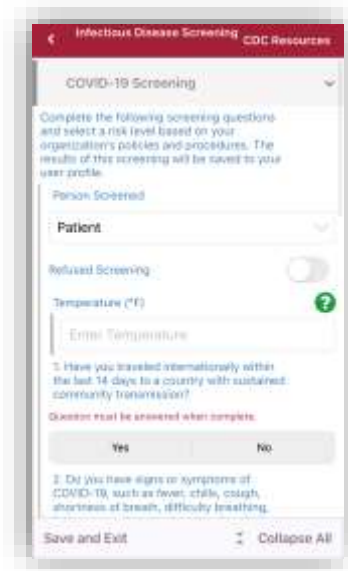 Infectious Disease Screening
CDC Resources
COVID-19 Screening
Complete the following screening questions
and select a risk level based on your
organization's policies and procedures. The
results of this screening will be saved to your
user profile.
Person Screened
Patient
Refused Screening
Temperature (°F)
?
Enter Temperature
1. Have you traveled internationally within
the last 14 days to a country with sustained
community transmission?
Question must be answered when complete.
Yes No
2. Do you have signs or symptoms of
COVID-19, such as fever, chills, cough,
shortness of breath, difficulty breathing,
Save and Exit
Collapse All